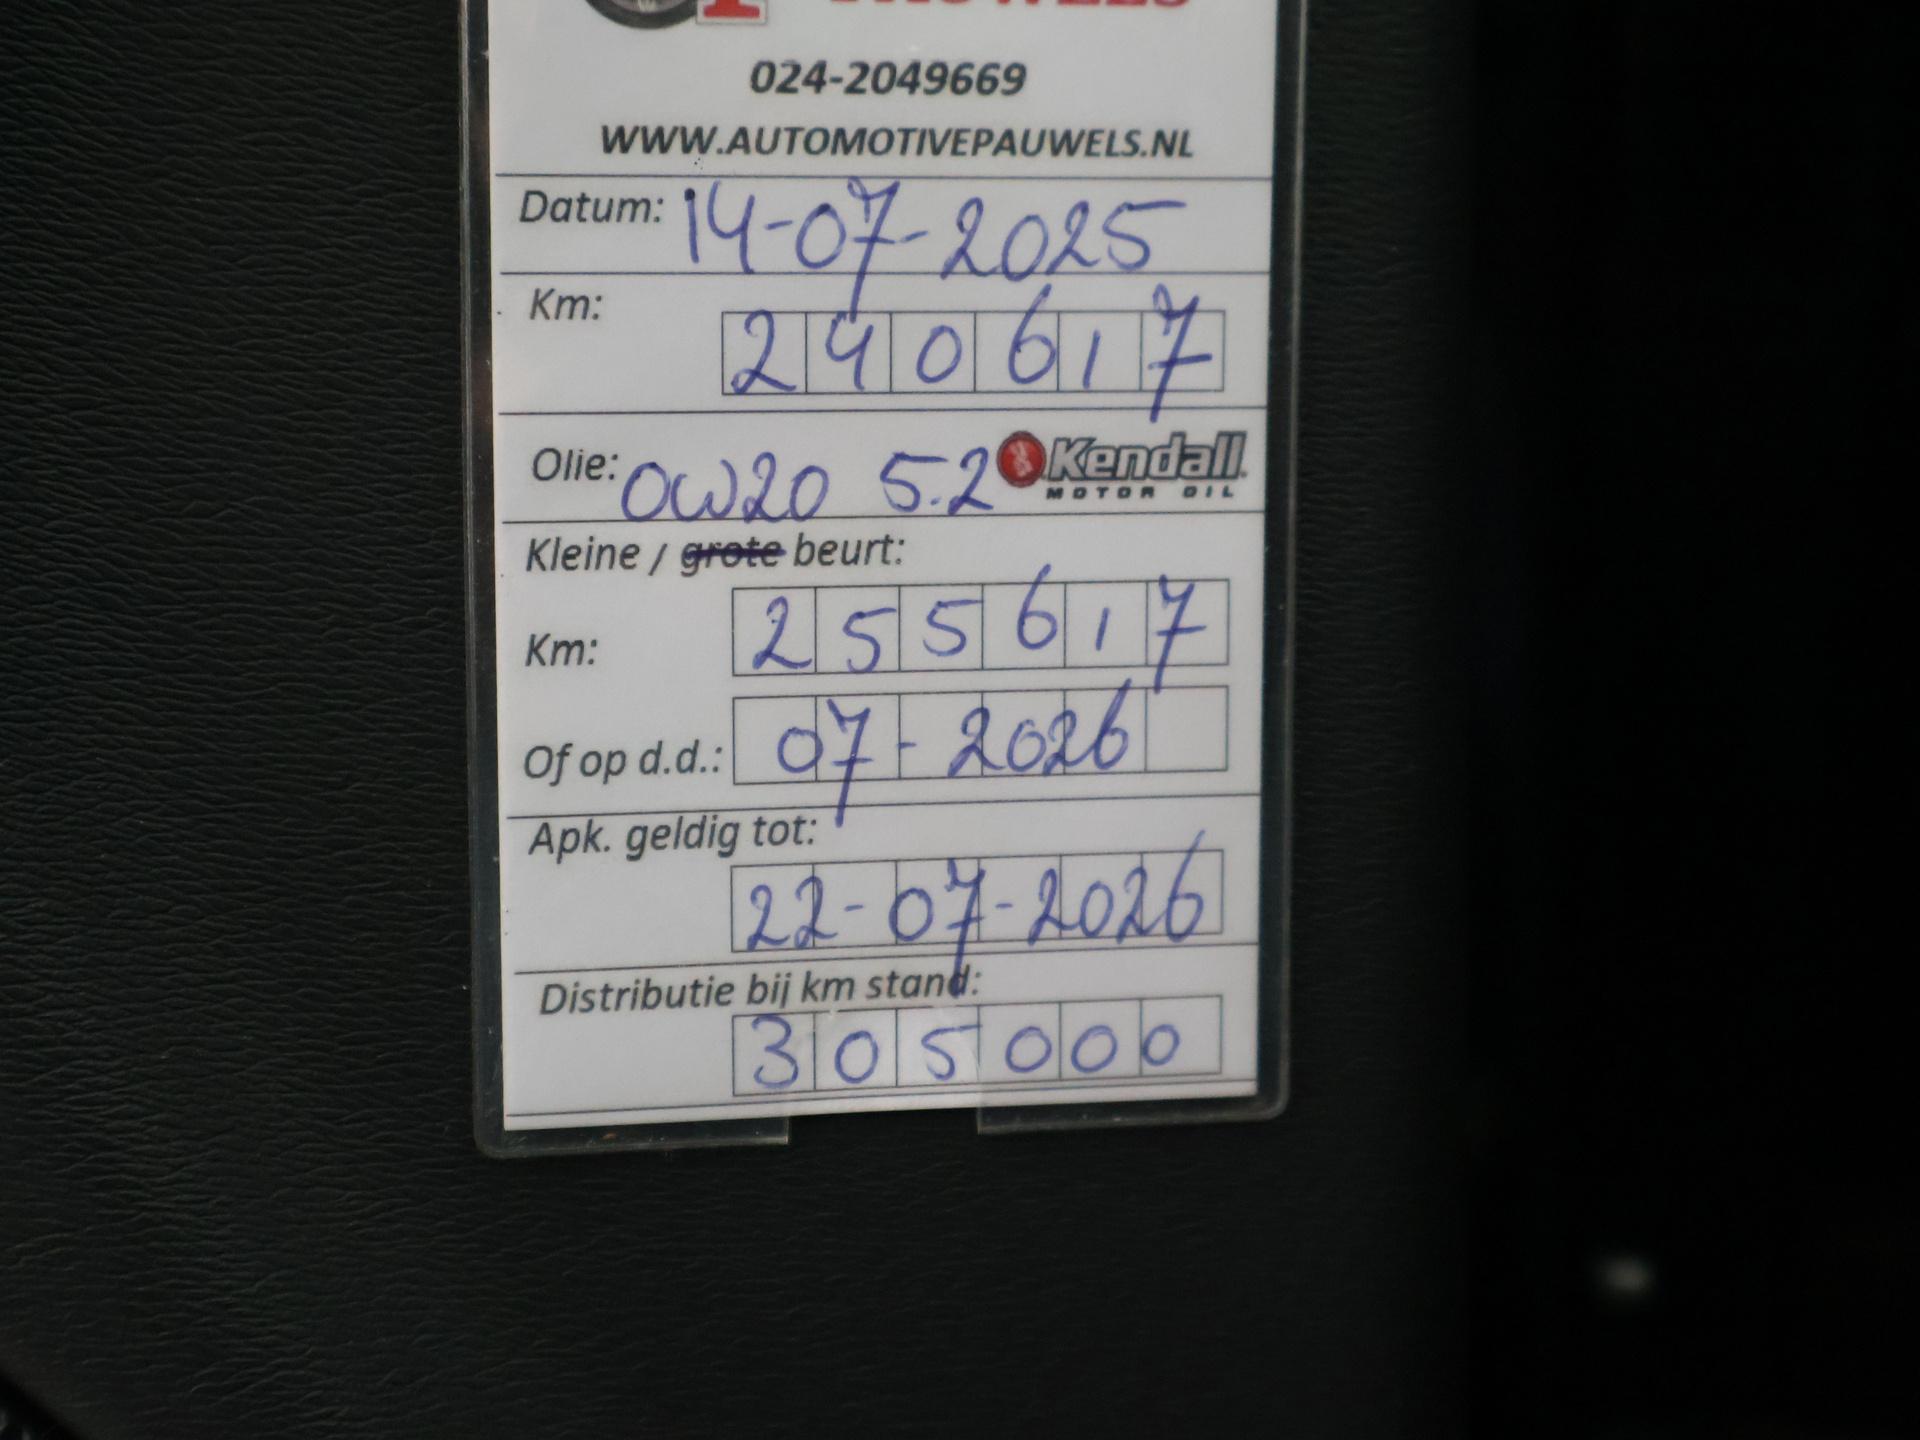 PAUWELS
024-2049669
WWW.AUTOMOTIVEPAUWELS.NL
Datum: 14-07-2025
Km:
240617
Olie: 0W20 5.2 Kendall
MOTOR OIL
Kleine / grote beurt:
Km: 255617
Of op d.d.: 07-2026
Apk. geldig tot:
22-07-2026
Distributie bij km stand:
305000